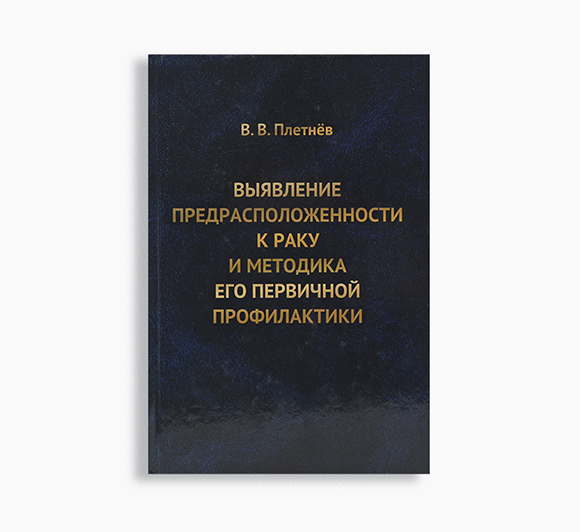 В. В. Плетнёв
ВЫЯВЛЕНИЕ
ПРЕДРАСПОЛОЖЕННОСТИ
К РАКУ
И МЕТОДИКА
ЕГО ПЕРВИЧНОЙ
ПРОФИЛАКТИКИ